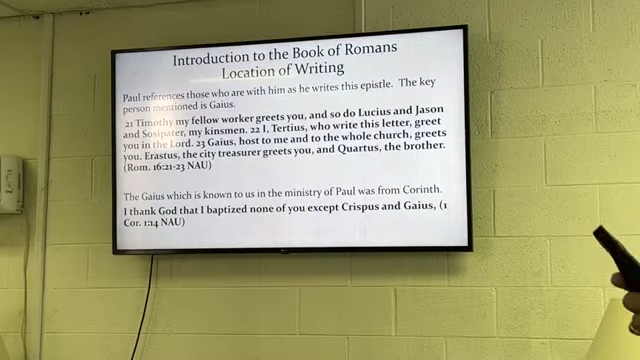 Introduction to the Book of Romans
Location of Writing
Paul references those who are with him as he writes this epistle. The key
person mentioned is Gaius.
21 Timothy my fellow worker greets you, and so do Lucius and Jason
and Sosipater, my kinsmen. 22 I, Tertius, who write this letter, greet
you in the Lord. 23 Gaius, host to me and to the whole church, greets
you. Erastus, the city treasurer greets you, and Quartus, the brother.
(Rom. 16:21-23 NAU)
The Gaius which is known to us in the ministry of Paul was from Corinth.
I thank God that I baptized none of you except Crispus and Gaius, (1
Cor. 1:14 NAU)